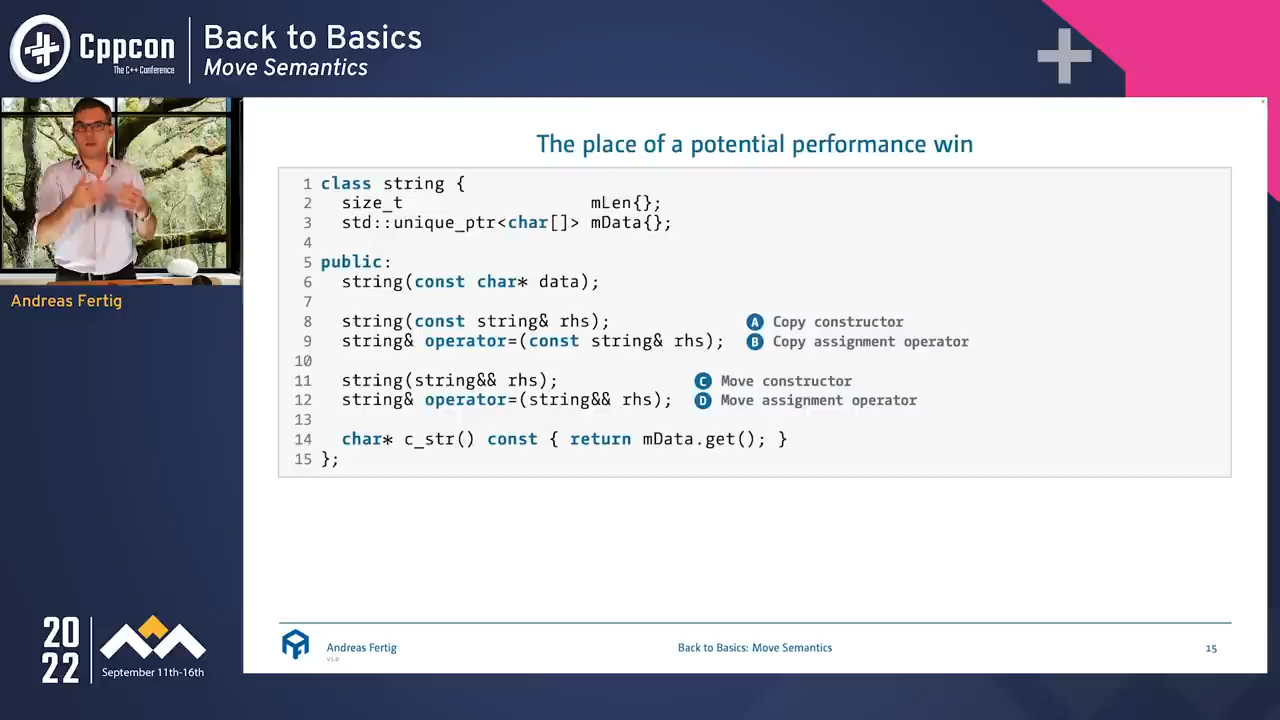 Cppcon
The C++ Conference
Back to Basics
Move Semantics
Andreas Fertig
The place of a potential performance win
1 class string {
2 size_t mLen{};
3 std::unique_ptr<char[]> mData{};
4
5 public:
6 string(const char* data);
7
8 string(const string& rhs); A Copy constructor
9 string& operator=(const string& rhs); B Copy assignment operator
10
11 string(string&& rhs); C Move constructor
12 string& operator=(string&& rhs); D Move assignment operator
13
14 char* c_str() const { return mData.get(); }
15 };
20
22
September 11th-16th
Andreas Fertig
v1.0
Back to Basics: Move Semantics
15